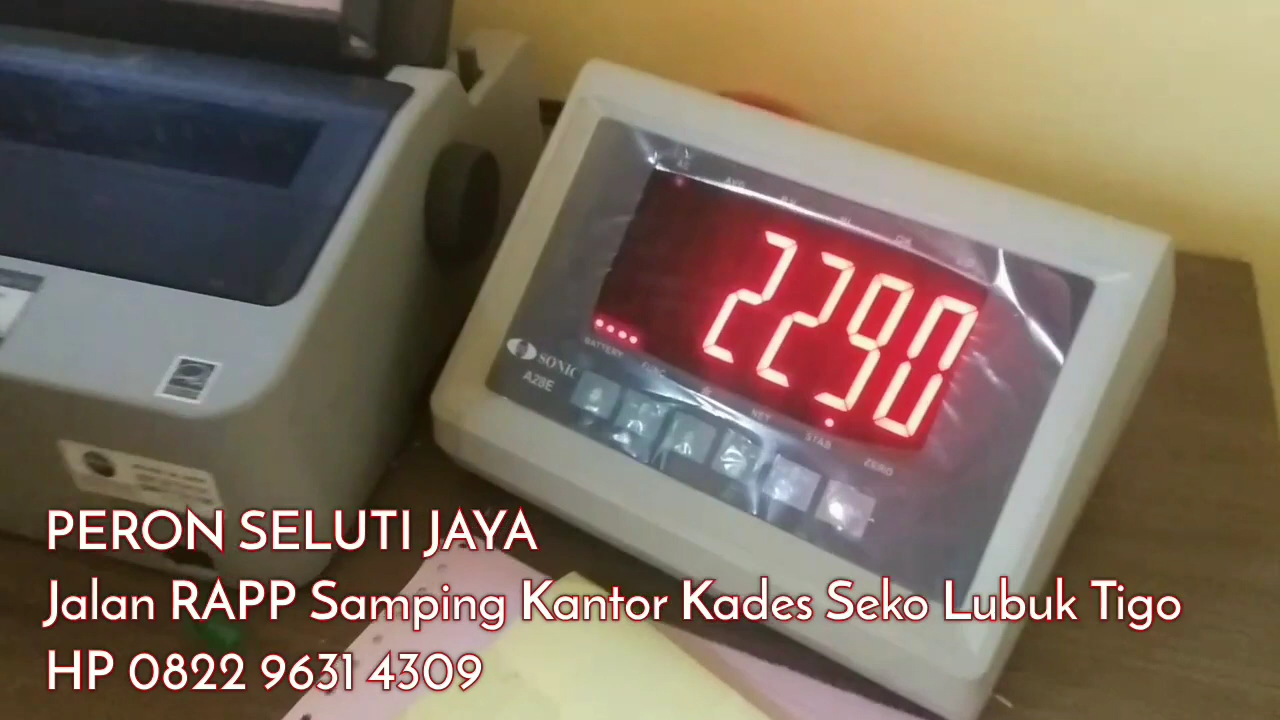 2290
BATTERY
FUNC
NET
STAB
ZERO
SONIC
A28E
PERON SELUTI JAYA
Jalan RAPP Samping Kantor Kades Seko Lubuk Tigo
HP 0822 9631 4309